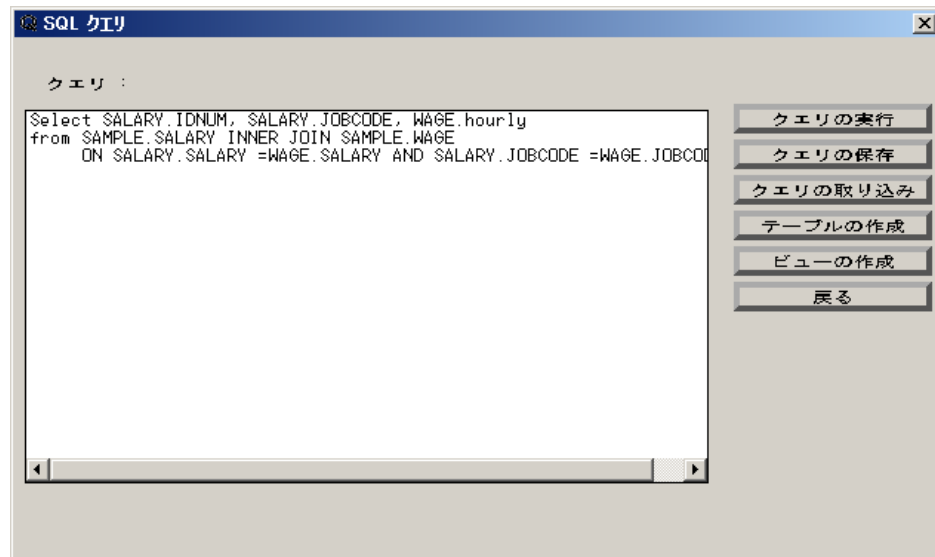 SQL クエリ
クエリ :
Select SALARY.IDNUM, SALARY.JOBCODE, WAGE.hourly
from SAMPLE.SALARY INNER JOIN SAMPLE.WAGE
ON SALARY.SALARY =WAGE.SALARY AND SALARY.JOBCODE =WAGE.JOBCOD
クエリの実行
クエリの保存
クエリの取り込み
テーブルの作成
ビューの作成
戻る